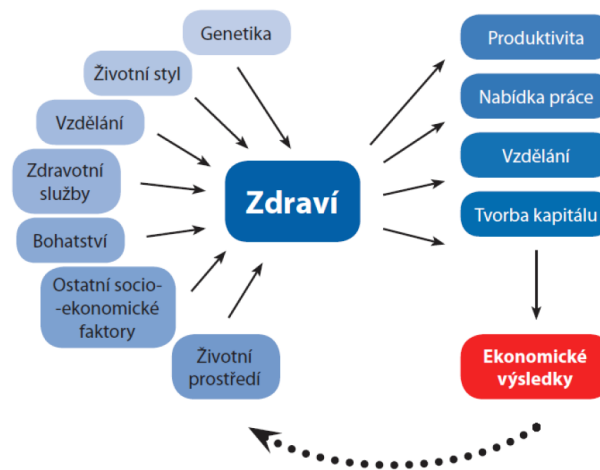 Genetika
Životní styl
Vzdělání
Zdravotní
služby
Bohatství
Ostatní socio-
-ekonomické
faktory
Životní
prostředí
Zdraví
Produktivita
Nabídka práce
Vzdělání
Tvorba kapitálu
Ekonomické
výsledky